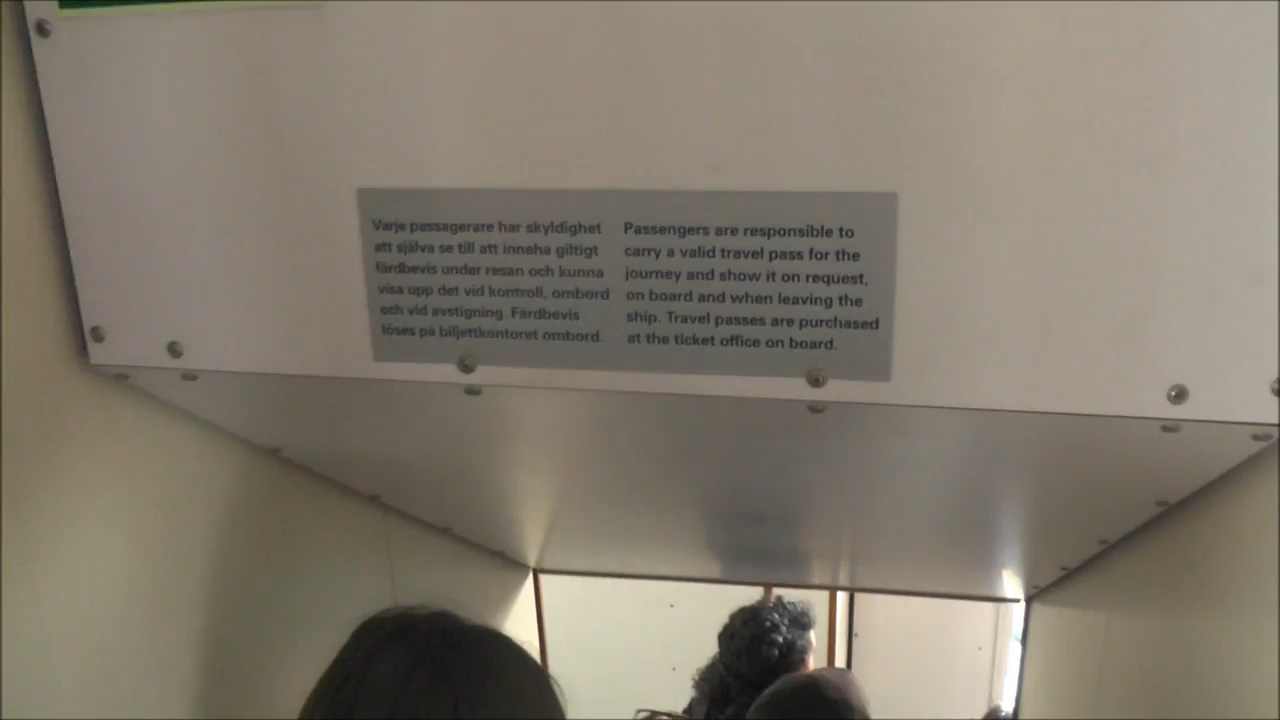 Varje passagerare har skyldighet
att själva se till att inneha giltigt
färdbevis under resan och kunna
visa upp det vid kontroll, ombord
och vid avstigning. Färdbevis
löses på biljettkontoret ombord.
Passengers are responsible to
carry a valid travel pass for the
journey and show it on request,
on board and when leaving the
ship. Travel passes are purchased
at the ticket office on board.